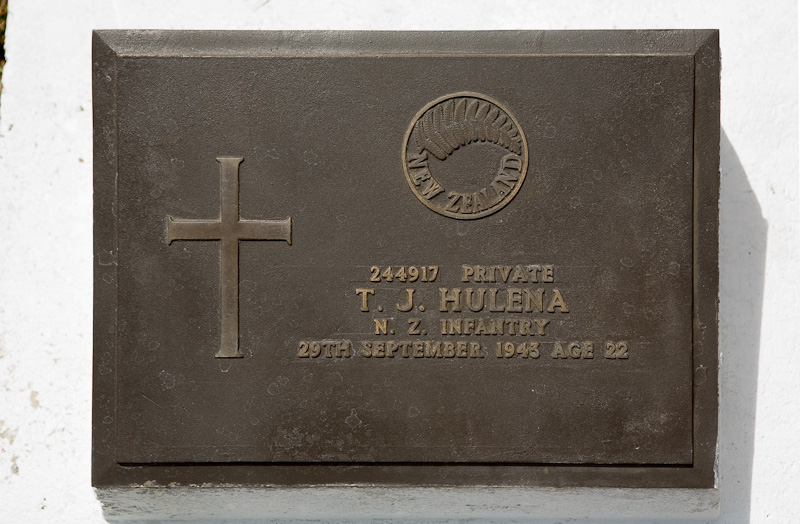 NEW ZEALAND
244917 PRIVATE
T. J. HULENA
N. Z. INFANTRY
29TH SEPTEMBER 1943 AGE 22